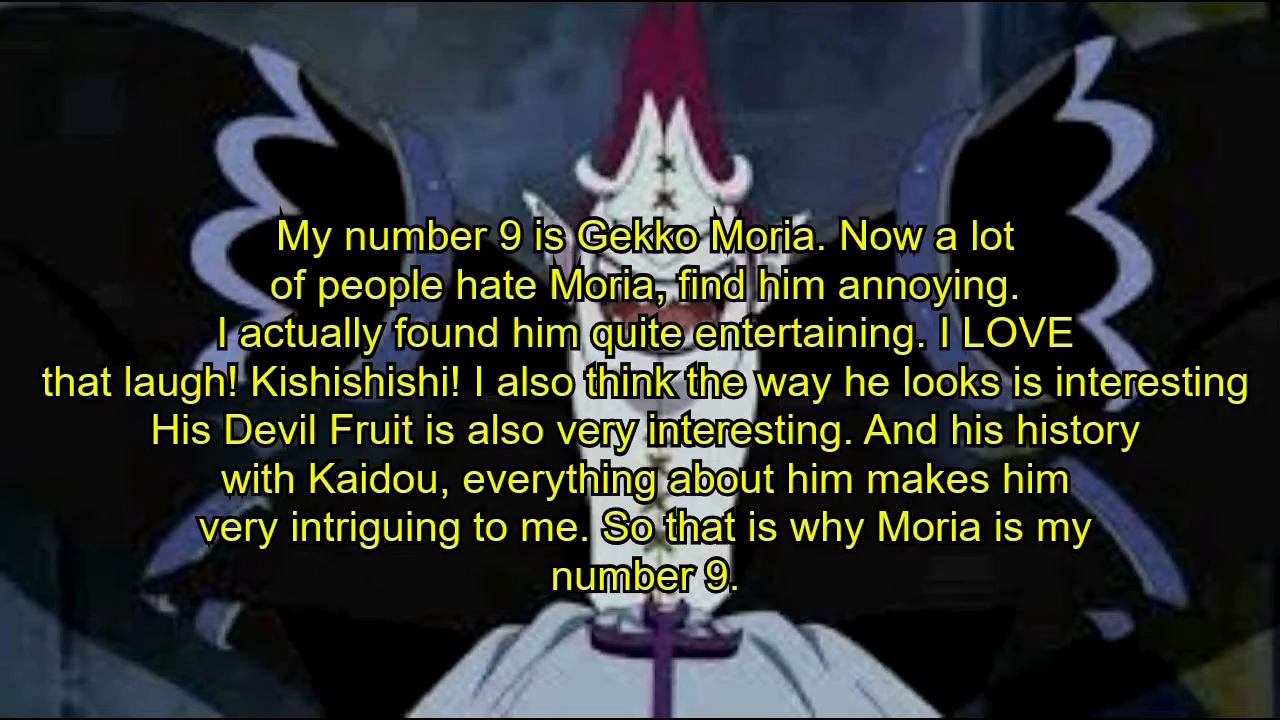 My number 9 is Gekko Moria. Now a lot
of people hate Moria, find him annoying.
I actually found him quite entertaining. I LOVE
that laugh! Kishishishi! I also think the way he looks is interesting
His Devil Fruit is also very interesting. And his history
with Kaidou, everything about him makes him
very intriguing to me. So that is why Moria is my
number 9.